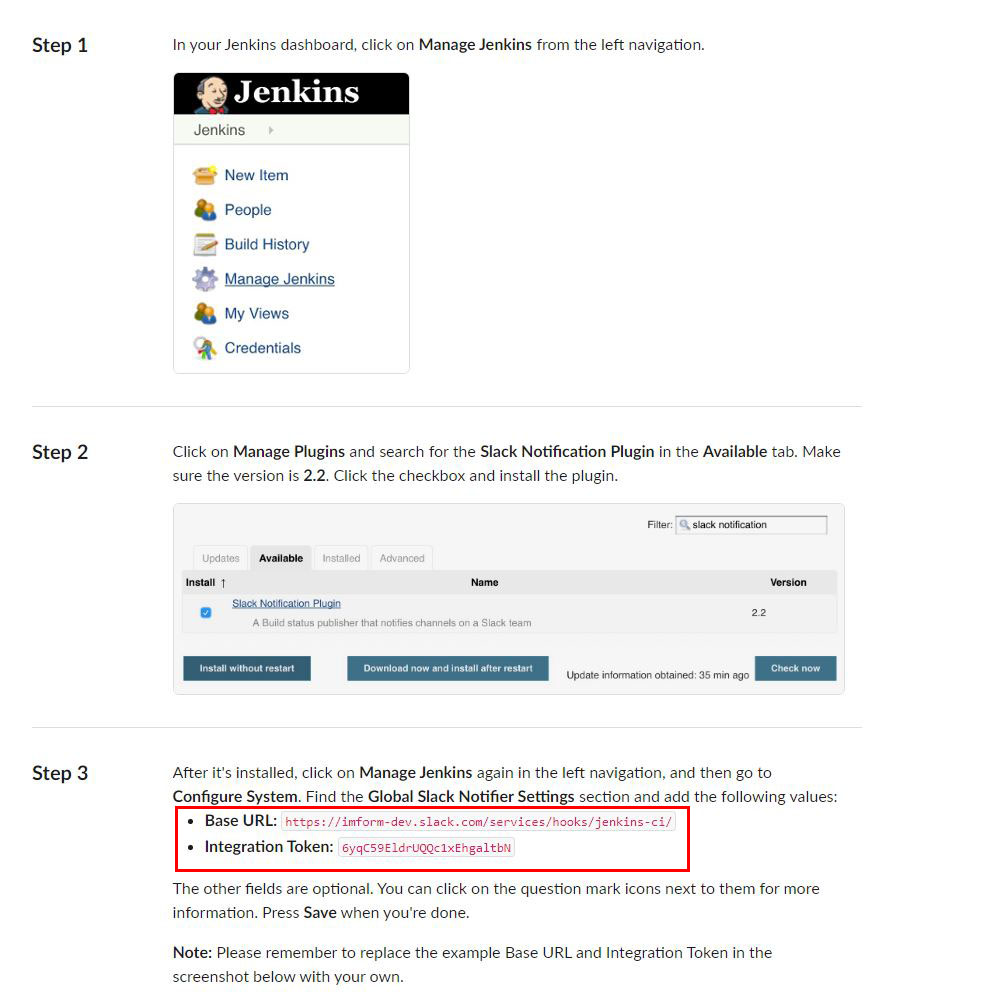 Step 1
In your Jenkins dashboard, click on Manage Jenkins from the left navigation.
Jenkins
Jenkins
New Item
People
Build History
Manage Jenkins
My Views
Credentials
Step 2
Click on Manage Plugins and search for the Slack Notification Plugin in the Available tab. Make
sure the version is 2.2. Click the checkbox and install the plugin.
Filter: slack notification
Updates Available Installed Advanced
Install ↑ Name Version
Slack Notification Plugin 2.2
A Build status publisher that notifies channels on a Slack team
Install without restart Download now and install after restart Update information obtained: 35 min ago Check now
Step 3
After it's installed, click on Manage Jenkins again in the left navigation, and then go to
Configure System. Find the Global Slack Notifier Settings section and add the following values:
• Base URL: https://imform-dev.slack.com/services/hooks/jenkins-ci/
• Integration Token: 6yqC59EldrUQQc1xEhgaltbN
The other fields are optional. You can click on the question mark icons next to them for more
information. Press Save when you're done.
Note: Please remember to replace the example Base URL and Integration Token in the
screenshot below with your own.